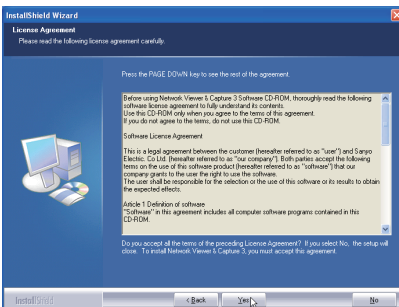 InstallShield Wizard
License Agreement
Please read the following license agreement carefully.
Press the PAGE DOWN key to see the rest of the agreement.
Before using Network Viewer & Capture 3 Software CD-ROM, thoroughly read the following
software license agreement to fully understand its contents.
Use this CD-ROM only when you agree to the terms of this agreement.
If you do not agree to the terms, do not use this CD-ROM.
Software License Agreement
This is a legal agreement between the customer (hereafter referred to as "user") and Sanyo
Electric. Co Ltd. (hereafter referred to as "our company"). Both parties accept the following
terms on the use of this software product (hereafter referred to as "software") that our
company grants to the user the right to use the software.
The user shall be responsible for the selection or the use of this software or its results to obtain
the expected effects.
Article 1 Definition of software
"Software" in this agreement includes all computer software programs contained in this
CD-ROM.
Do you accept all the terms of the preceding License Agreement? If you select No, the setup will
close. To install Network Viewer & Capture 3, you must accept this agreement.
InstallShield
< Back Yes No